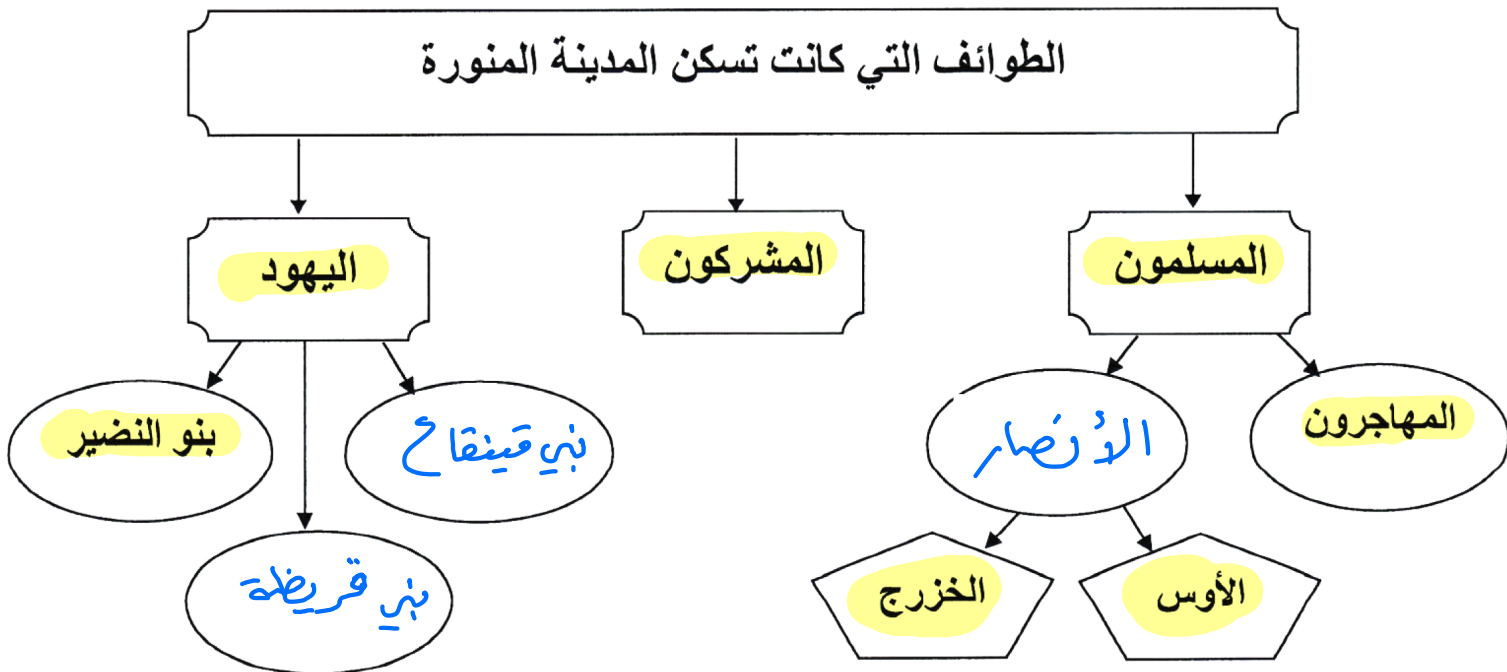 الطوائف التي كانت تسكن المدينة المنورة
المسلمون
المشركون
اليهود
المهاجرون
الأنصار
بني قينقاع
بنو النضير
بني قريظة
الأوس
الخزرج